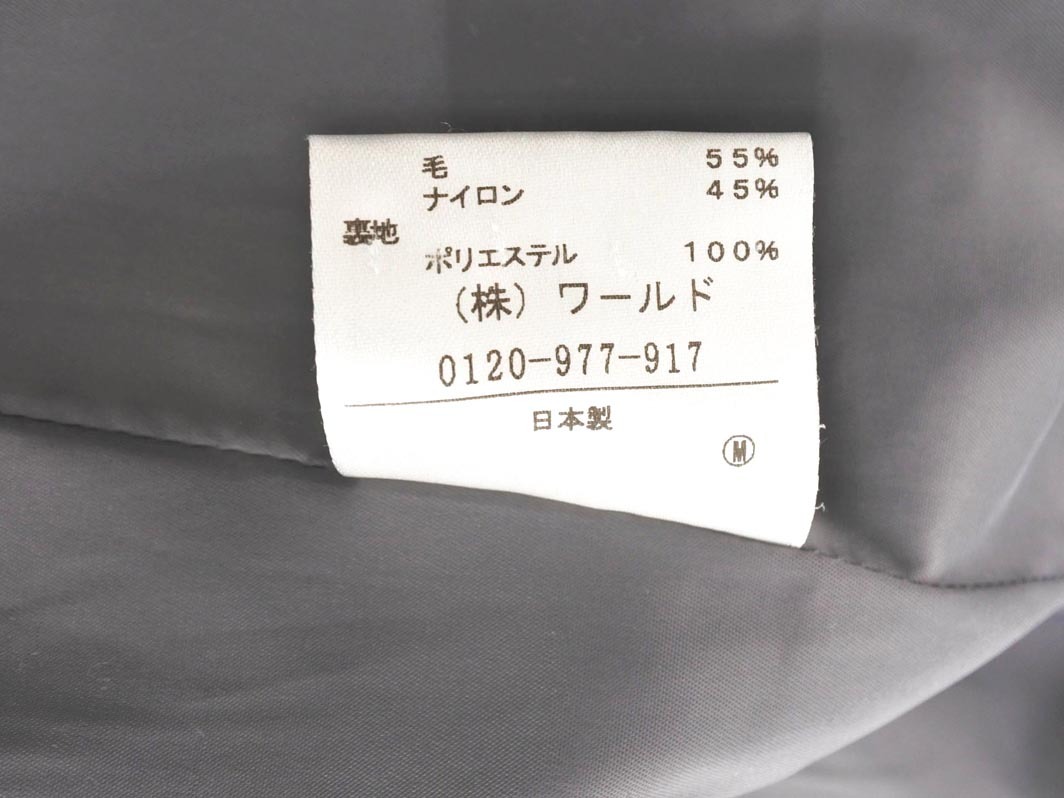 毛 55%
ナイロン 45%
裏地
ポリエステル 100%
(株) ワールド
0120-977-917
日本製
Ⓜ